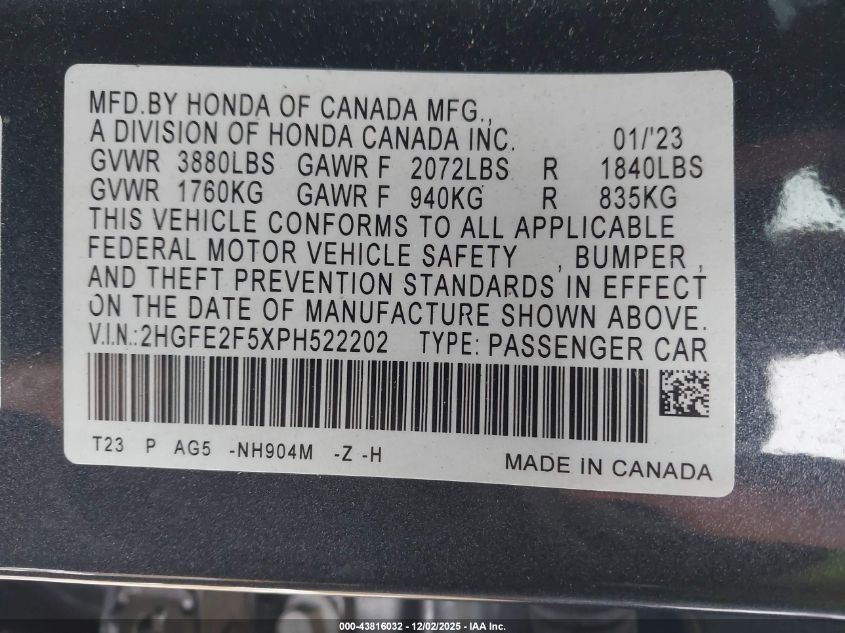 MFD.BY HONDA OF CANADA MFG.,
A DIVISION OF HONDA CANADA INC. 01/'23
GVWR 3880LBS GAWR F 2072LBS R 1840LBS
GVWR 1760KG GAWR F 940KG R 835KG
THIS VEHICLE CONFORMS TO ALL APPLICABLE
FEDERAL MOTOR VEHICLE SAFETY , BUMPER ,
AND THEFT PREVENTION STANDARDS IN EFFECT
ON THE DATE OF MANUFACTURE SHOWN ABOVE.
V.I.N.:2HGFE2F5XPH522202 TYPE: PASSENGER CAR
T23 P AG5 -NH904M -Z -H
MADE IN CANADA
000-43816032 - 12/02/2025 - IAA Inc.